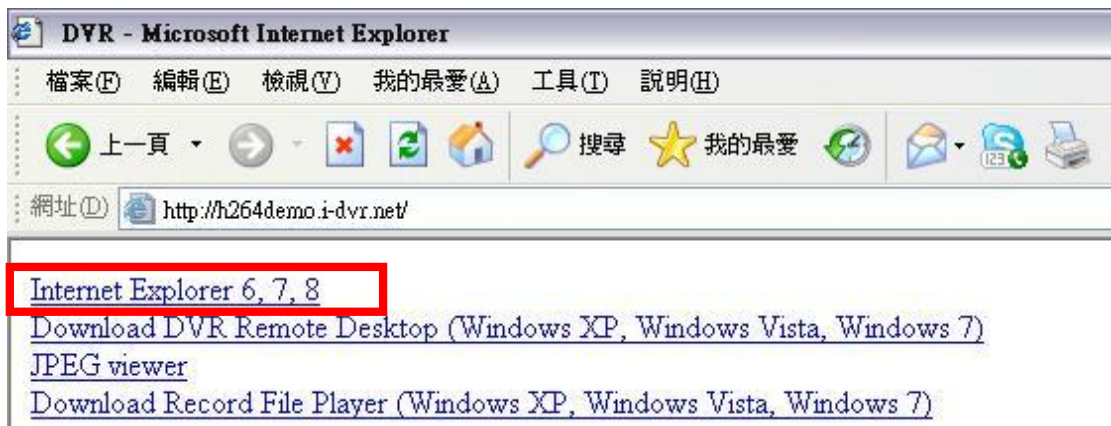 DVR - Microsoft Internet Explorer
檔案(F) 編輯(E) 檢視(V) 我的最愛(A) 工具(T) 說明(H)
上一頁 搜尋 我的最愛 123
網址(D) http://h264demo.i-dvr.net/
Internet Explorer 6, 7, 8
Download DVR Remote Desktop (Windows XP, Windows Vista, Windows 7)
JPEG viewer
Download Record File Player (Windows XP, Windows Vista, Windows 7)